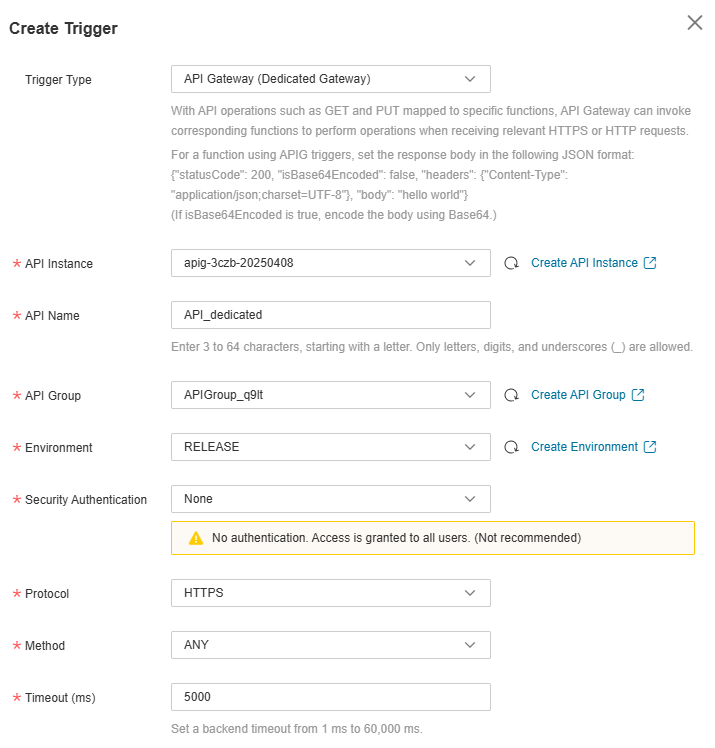 Create Trigger
Trigger Type
API Gateway (Dedicated Gateway)
With API operations such as GET and PUT mapped to specific functions, API Gateway can invoke
corresponding functions to perform operations when receiving relevant HTTPS or HTTP requests.
For a function using APIG triggers, set the response body in the following JSON format:
{"statusCode": 200, "isBase64Encoded": false, "headers": {"Content-Type":
"application/json;charset=UTF-8"}, "body": "hello world"}
(If isBase64Encoded is true, encode the body using Base64.)
* API Instance
apig-3czb-20250408
Create API Instance
* API Name
API_dedicated
Enter 3 to 64 characters, starting with a letter. Only letters, digits, and underscores (_) are allowed.
* API Group
APIGroup_q9lt
Create API Group
* Environment
RELEASE
Create Environment
* Security Authentication
None
No authentication. Access is granted to all users. (Not recommended)
* Protocol
HTTPS
* Method
ANY
* Timeout (ms)
5000
Set a backend timeout from 1 ms to 60,000 ms.